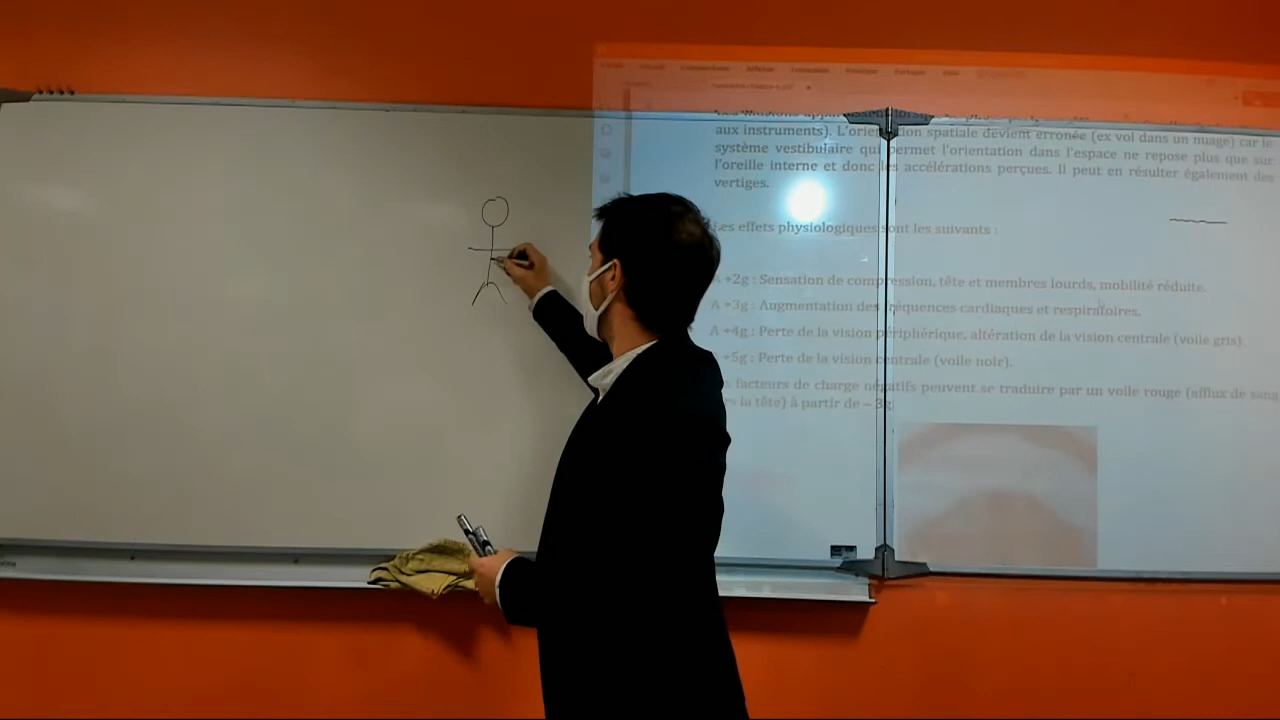 aux instruments). L'orientation spatiale devient erronée (ex vol dans un nuage) car le
système vestibulaire qui permet l'orientation dans l'espace ne repose plus que sur
l'oreille interne et donc les accélérations perçues. Il peut en résulter également des
vertiges.
Les effets physiologiques sont les suivants :
A +2g : Sensation de compression, tête et membres lourds, mobilité réduite.
A +3g : Augmentation des fréquences cardiaques et respiratoires.
A +4g : Perte de la vision périphérique, altération de la vision centrale (voile gris).
+5g : Perte de la vision centrale (voile noir).
facteurs de charge négatifs peuvent se traduire par un voile rouge (afflux de sang
la tête) à partir de – 3g